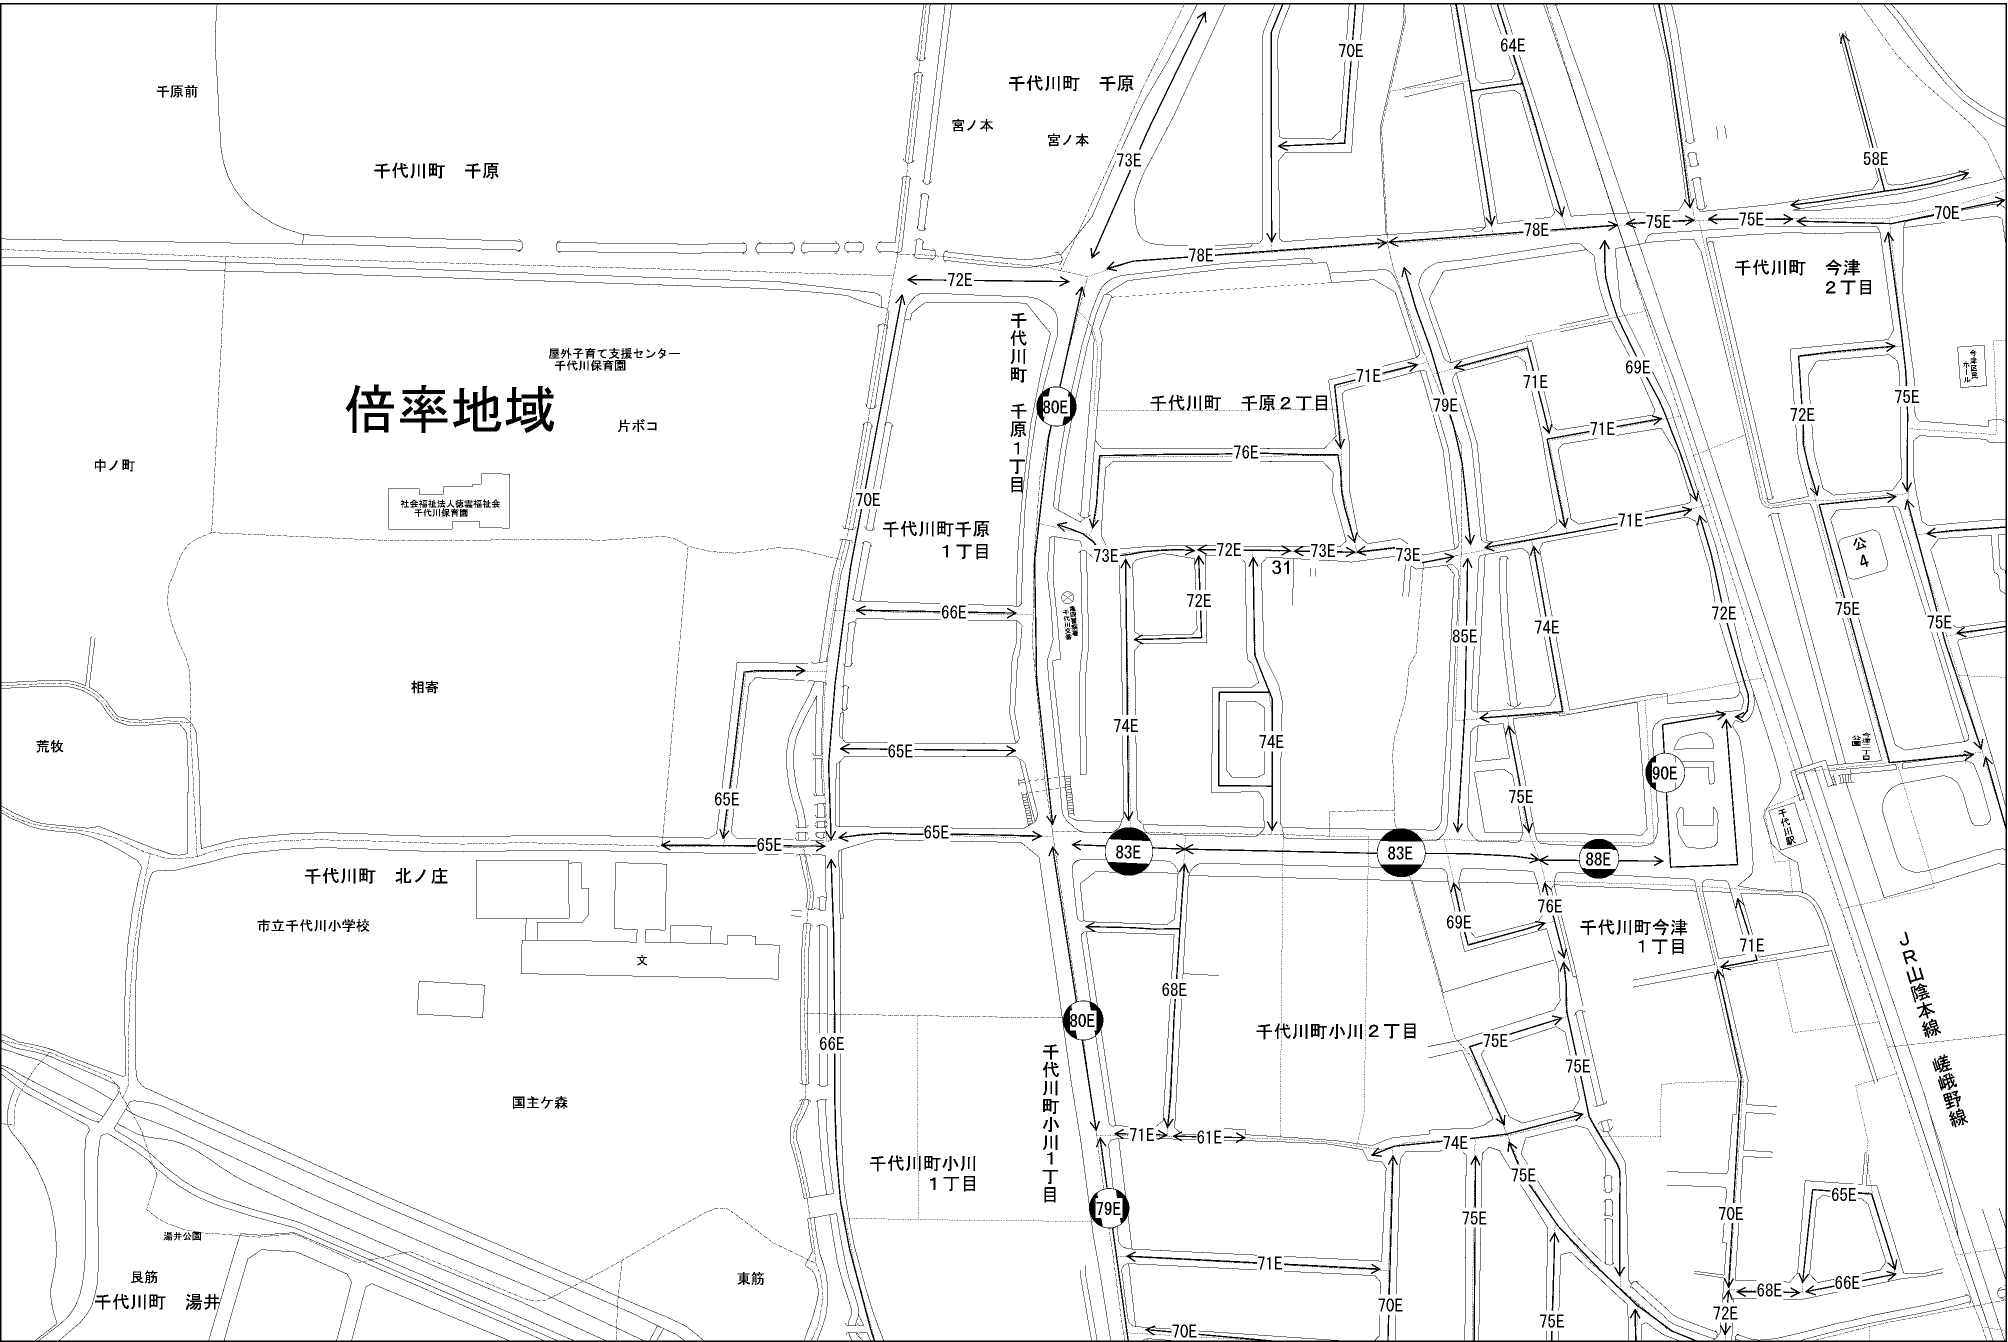 70E
64E
千原前
千代川町 千原
宮ノ本
宮ノ本
73E
58E
千代川町 千原
75E
75E
70E
78E
78E
72E
千代川町 今津
２丁目
千代川町 千原１丁目
屋外子育て支援センター
千代川保育園
倍率地域
片ボコ
80E
千代川町 千原２丁目
71E
79E
71E
69E
71E
72E
75E
今津区民
ホール
中ノ町
76E
社会福祉法人徳雲福祉会
千代川保育園
70E
千代川町千原
１丁目
71E
73E
72E
73E
73E
31
公
4
66E
72E
74E
72E
75E
75E
85E
相寄
荒牧
65E
74E
74E
75E
90E
65E
65E
65E
83E
83E
88E
千代川駅
千代川町 北ノ庄
市立千代川小学校
文
69E
76E
千代川町今津
１丁目
71E
JR山陰本線 嵯峨野線
68E
80E
千代川町小川２丁目
66E
75E
75E
千代川町小川１丁目
国主ケ森
71E
61E
74E
千代川町小川
１丁目
79E
75E
75E
70E
65E
湯井公園
艮筋
千代川町 湯井
東筋
71E
70E
70E
75E
68E
66E
72E